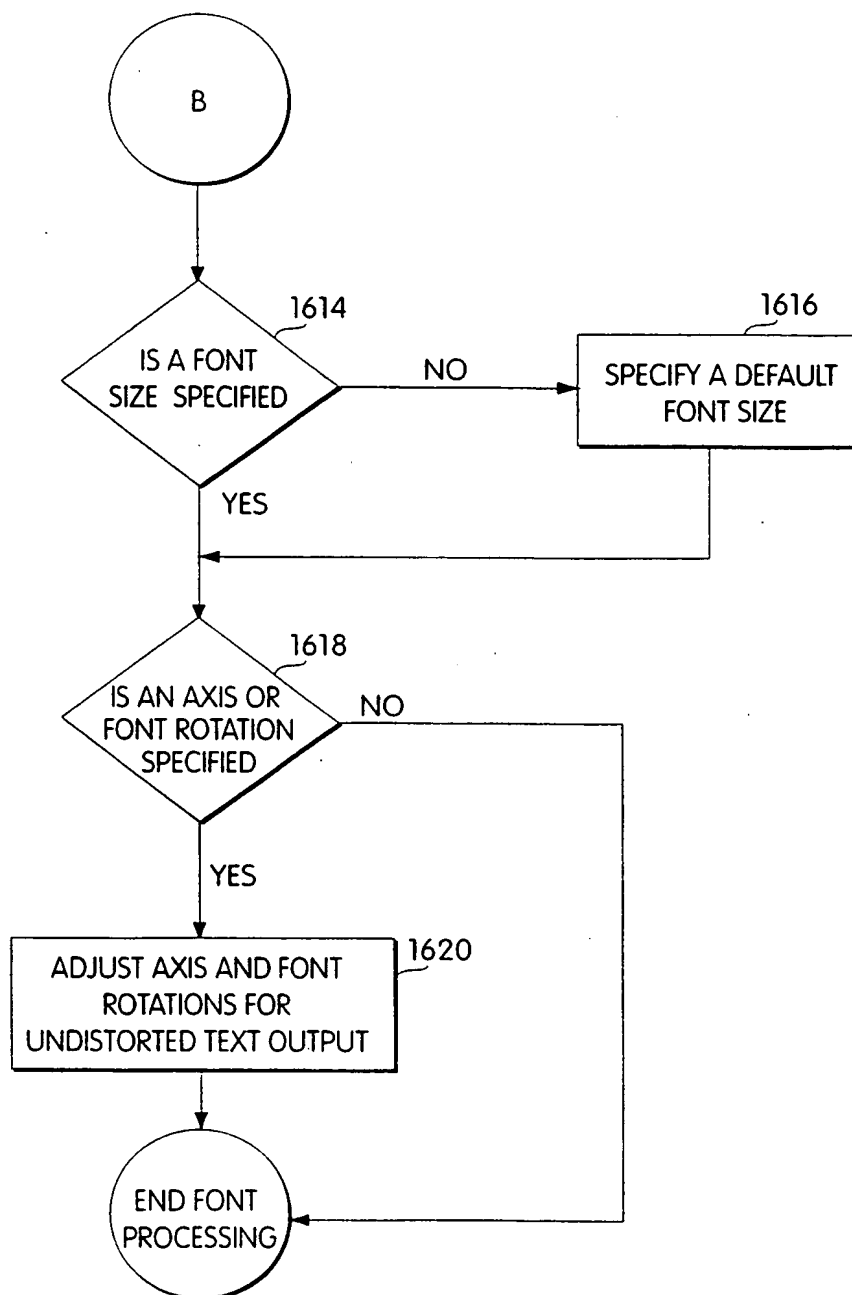 B
1614
IS A FONT
SIZE SPECIFIED
NO
1616
SPECIFY A DEFAULT
FONT SIZE
YES
1618
IS AN AXIS OR
FONT ROTATION
SPECIFIED
NO
YES
1620
ADJUST AXIS AND FONT
ROTATIONS FOR
UNDISTORTED TEXT OUTPUT
END FONT
PROCESSING